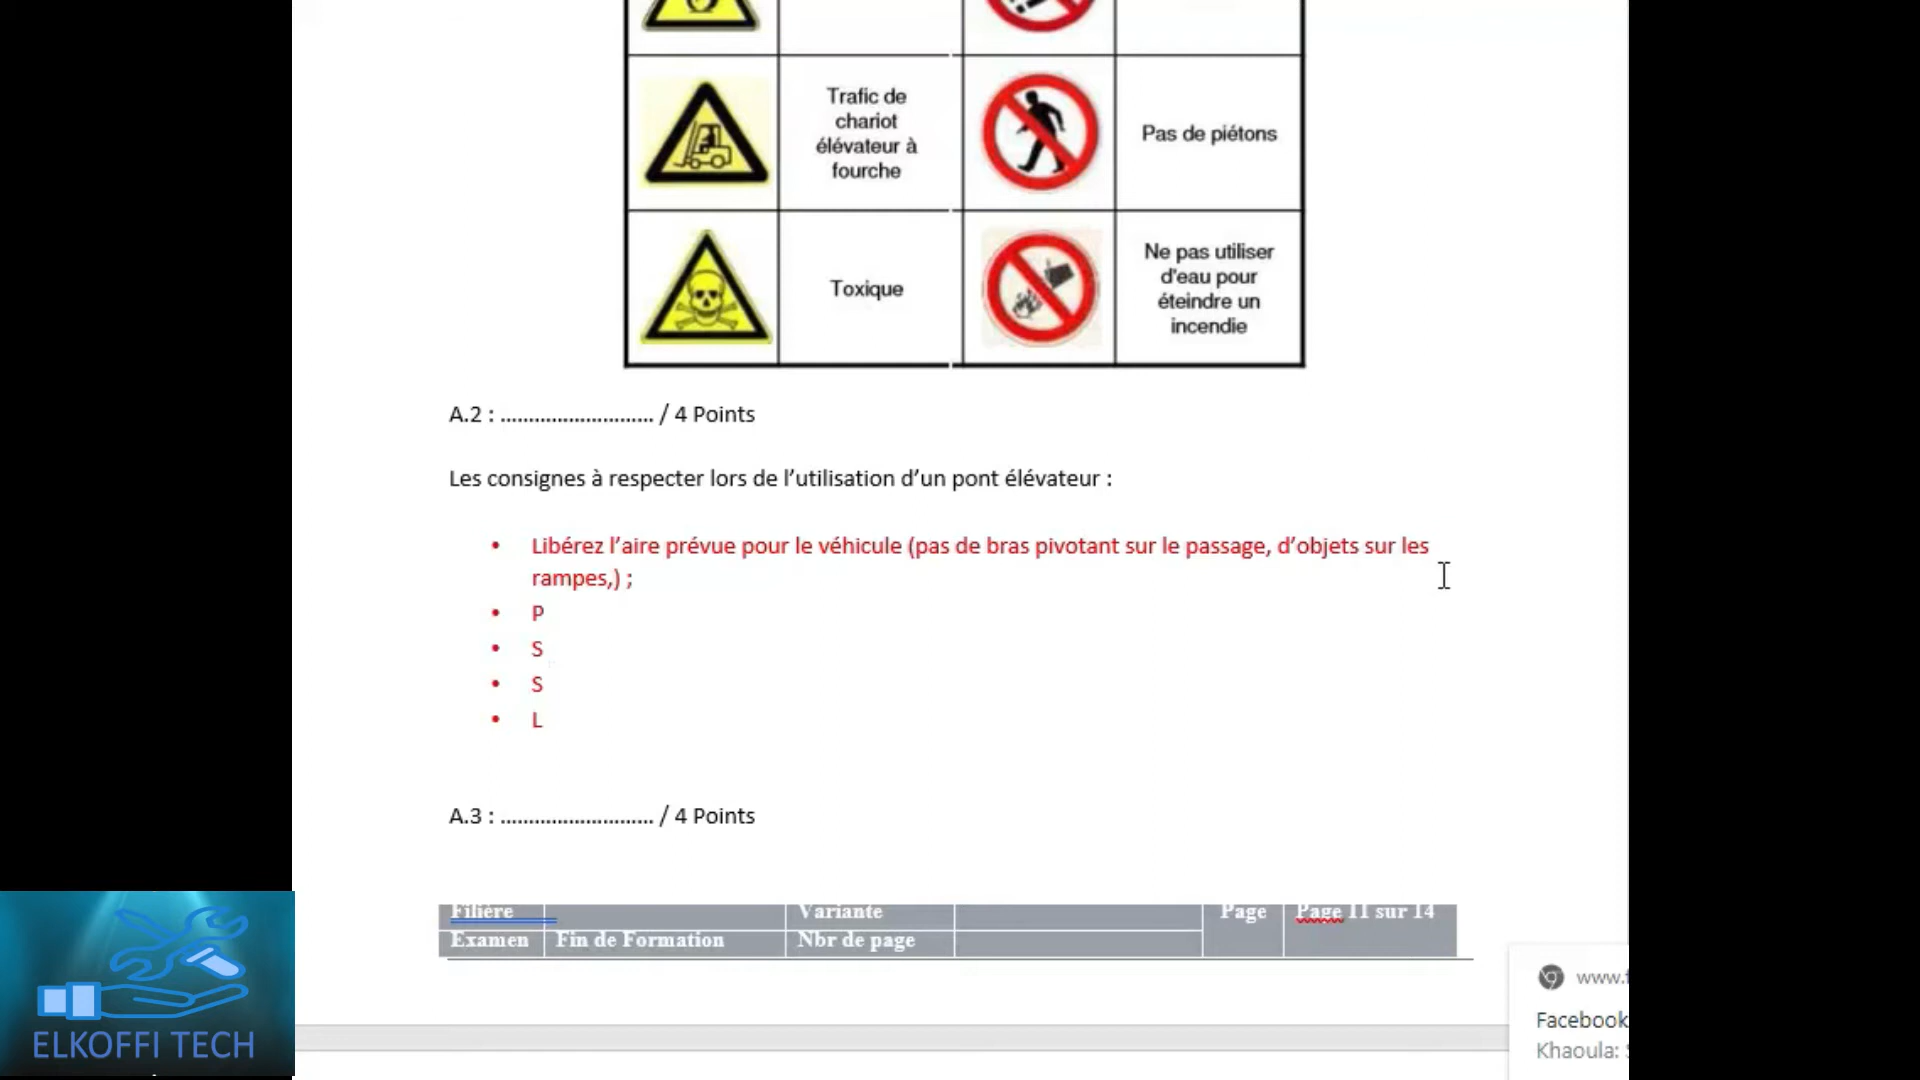 Trafic de
chariot
élévateur à
fourche
Pas de piétons
Toxique
Ne pas utiliser
d'eau pour
éteindre un
incendie
A.2 : ........................... / 4 Points
Les consignes à respecter lors de l’utilisation d’un pont élévateur :
• Libérez l’aire prévue pour le véhicule (pas de bras pivotant sur le passage, d’objets sur les
rampes,) ;
• P
• S
• S
• L
A.3 : ........................... / 4 Points
Filière Variante Page Page 11 sur 14
Examen Fin de Formation Nbr de page
www.f
Facebook
Khaoula:
ELKOFFI TECH